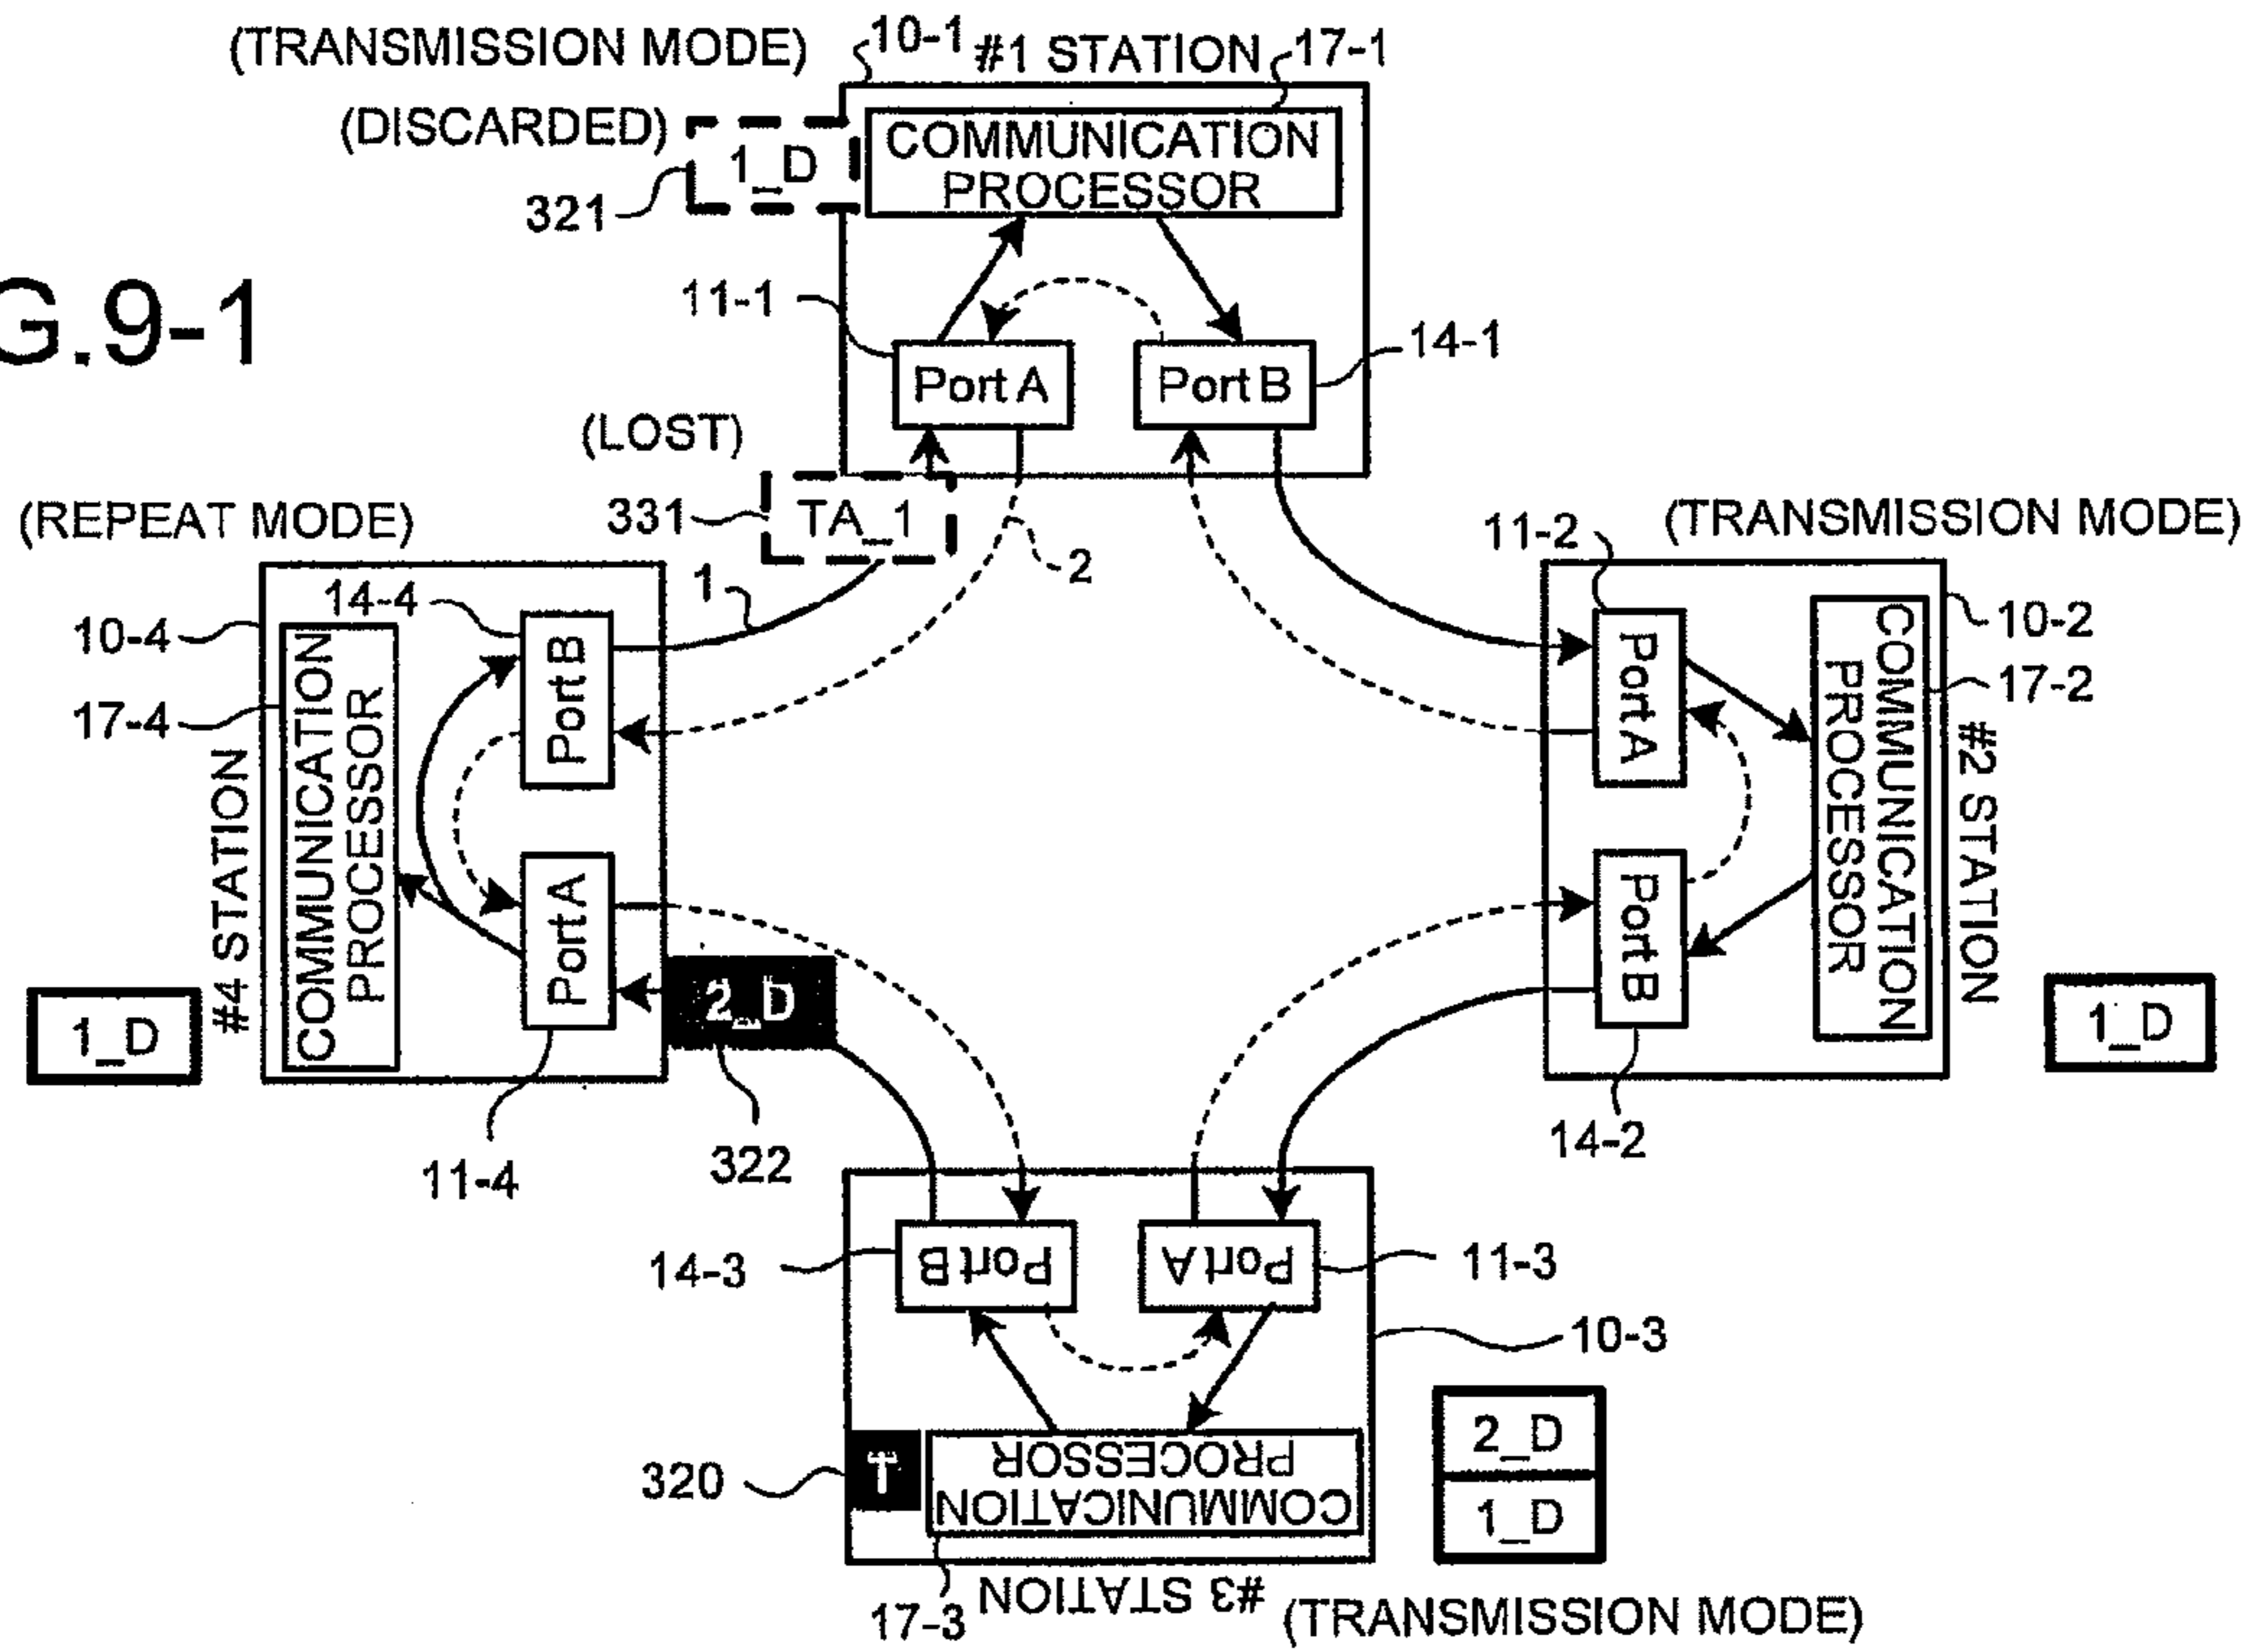 (TRANSMISSION MODE)
10-1
#1 STATION
17-1
(DISCARDED)
1_D
COMMUNICATION
PROCESSOR
321
G.9-1
11-1
Port A
Port B
14-1
(LOST)
331
TA_1
2
1
(REPEAT MODE)
14-4
10-4
17-4
Port B
COMMUNICATION
PROCESSOR
#4 STATION
Port A
1_D
11-4
2_D
322
11-2
(TRANSMISSION MODE)
10-2
17-2
Port A
COMMUNICATION
PROCESSOR
#2 STATION
Port B
1_D
14-2
14-3
Port B
Port A
11-3
10-3
320
T
COMMUNICATION
PROCESSOR
2_D
1_D
17-3
#3 STATION
(TRANSMISSION MODE)